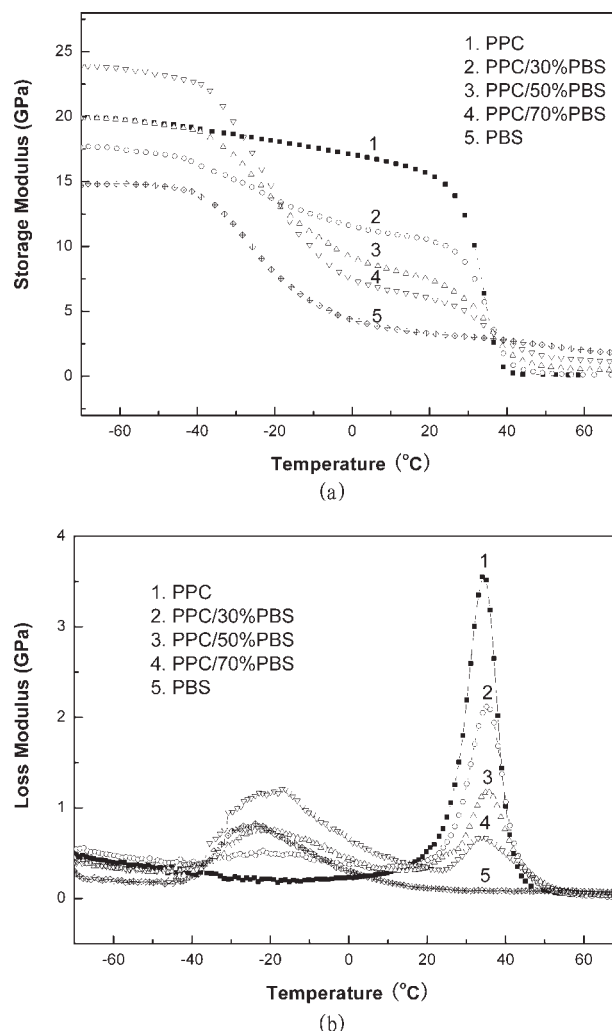 25
20
15
10
5
0
Storage Modulus (GPa)
1. PPC
2. PPC/30%PBS
3. PPC/50%PBS
4. PPC/70%PBS
5. PBS
1
2
3
4
5
-60 -40 -20 0 20 40 60
Temperature (°C)
(a)
4
3
2
1
0
Loss Modulus (GPa)
1. PPC
2. PPC/30%PBS
3. PPC/50%PBS
4. PPC/70%PBS
5. PBS
1
2
3
4
5
-60 -40 -20 0 20 40 60
Temperature (°C)
(b)